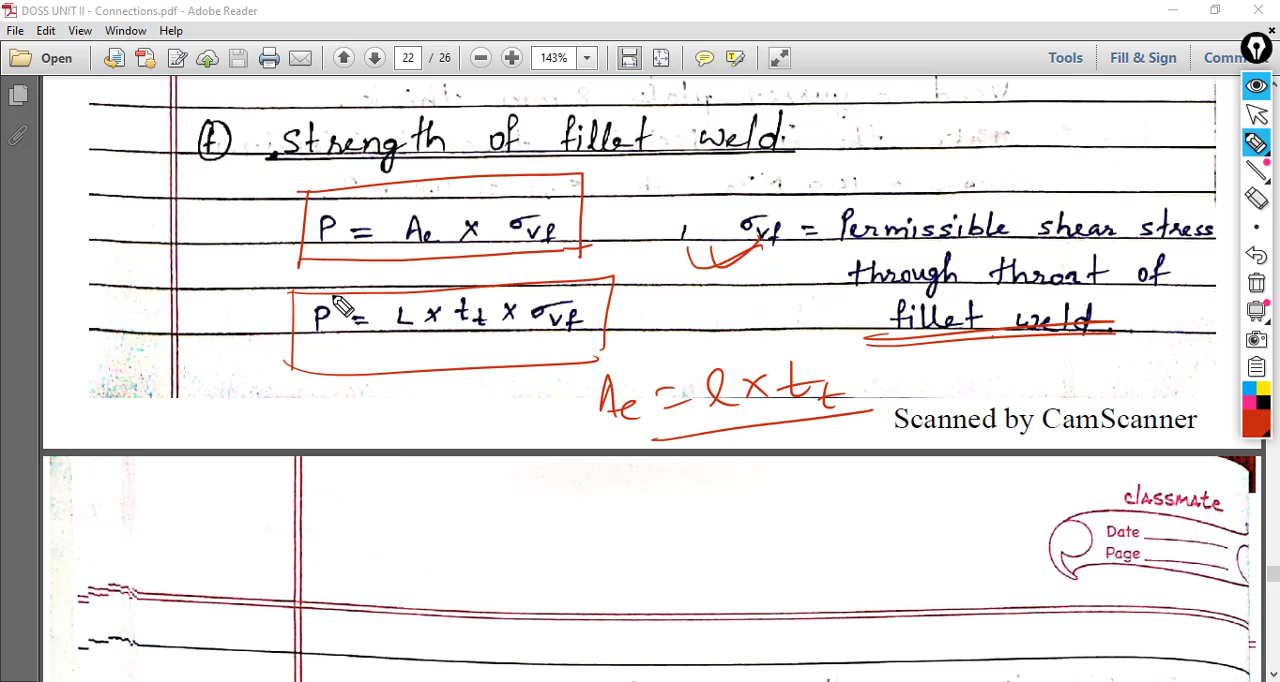 DOSS UNIT II - Connections.pdf - Adobe Reader
File Edit View Window Help
Open 22 / 26 143% Tools Fill & Sign Comm
(f) Strength of fillet weld:
P = Ae × σvf , σvf = Permissible shear stress
through throat of
P = L × tt × σvf fillet weld.
Ae = l × tt
Scanned by CamScanner
classmate
Date
Page